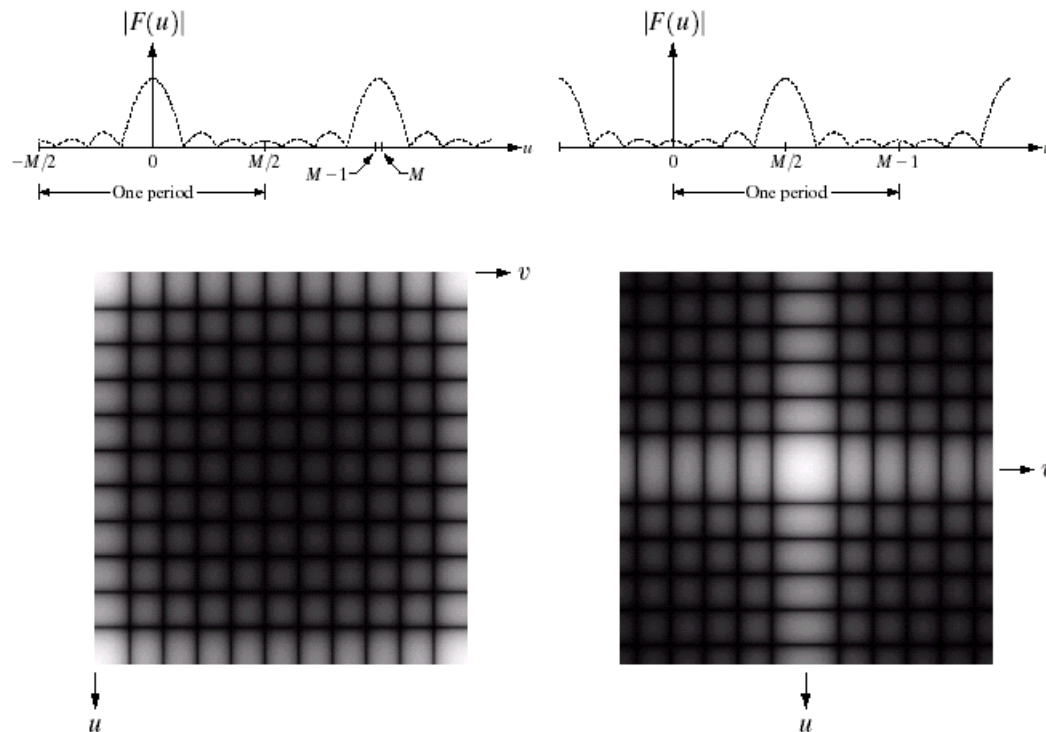 |F(u)| |F(u)|
u
−M/2 0 M/2 M − 1 M 0 M/2 M−1
One period One period
v
v
u u